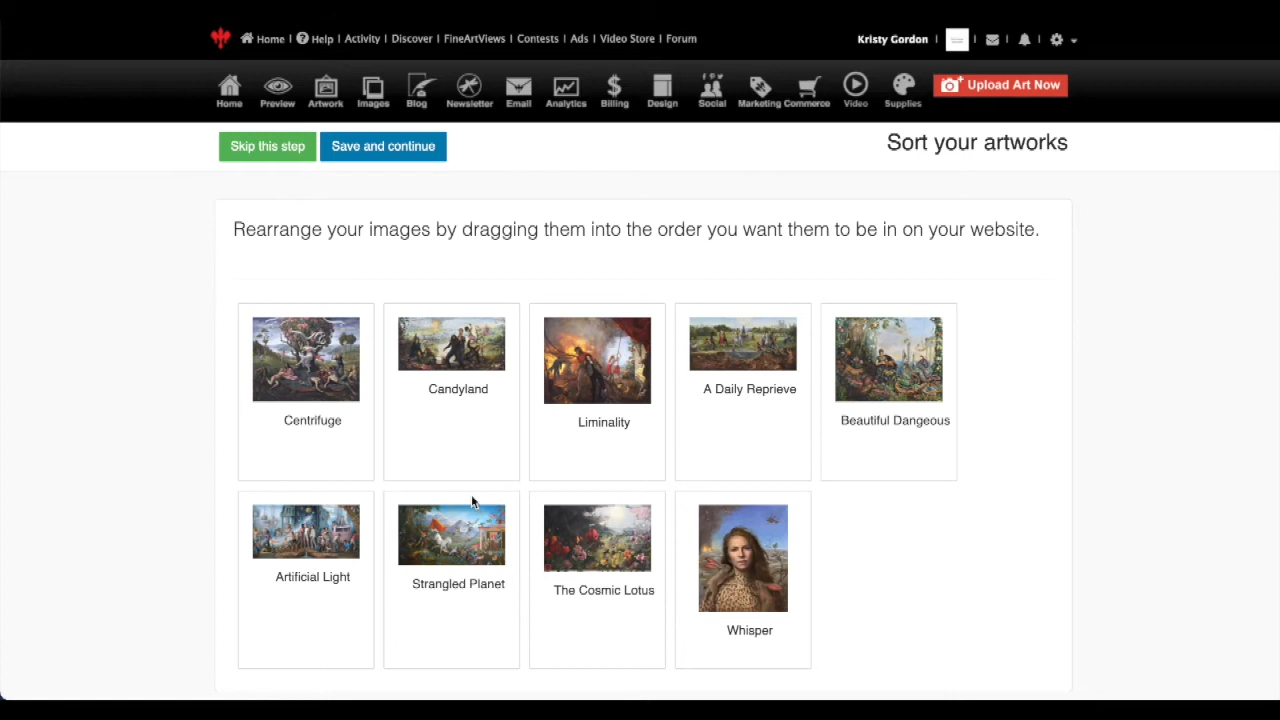 Home | Help | Activity | Discover | FineArtViews | Contests | Ads | Video Store | Forum
Kristy Gordon
Home Preview Artwork Images Blog Newsletter Email Analytics Billing Design Social Marketing Commerce Video Supplies
Upload Art Now
Skip this step
Save and continue
Sort your artworks
Rearrange your images by dragging them into the order you want them to be in on your website.
Centrifuge
Candyland
Liminality
A Daily Reprieve
Beautiful Dangeous
Artificial Light
Strangled Planet
The Cosmic Lotus
Whisper